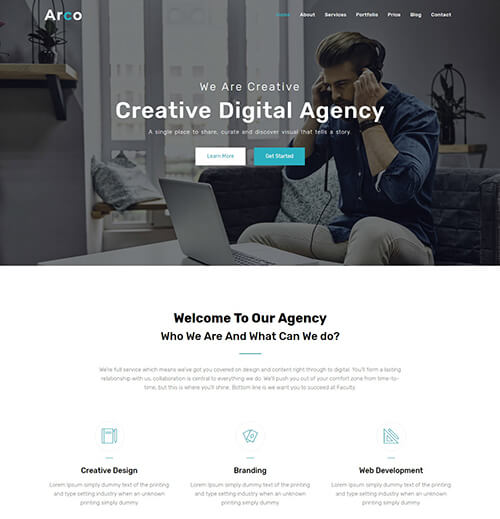 Arco
Home About Services Portfolio Price Blog Contact
We Are Creative
Creative Digital Agency
A single place to share, curate and discover visual that tells a story.
Learn More Get Started
Welcome To Our Agency
Who We Are And What Can We do?
We're full service which means we've got you covered on design and content right through to digital. You'll form a lasting
relationship with us, collaboration is central to everything we do. We'll push you out of your comfort zone from time-to-
time, but this is where you'll shine. Bottom line is we want you to succeed at Faculty.
Creative Design Branding Web Development
Lorem Ipsum simply dummy text of the printing
and type setting industry when an unknown
printing simply dummy
Lorem Ipsum simply dummy text of the printing
and type setting industry when an unknown
printing simply dummy
Lorem Ipsum simply dummy text of the printing
and type setting industry when an unknown
printing simply dummy